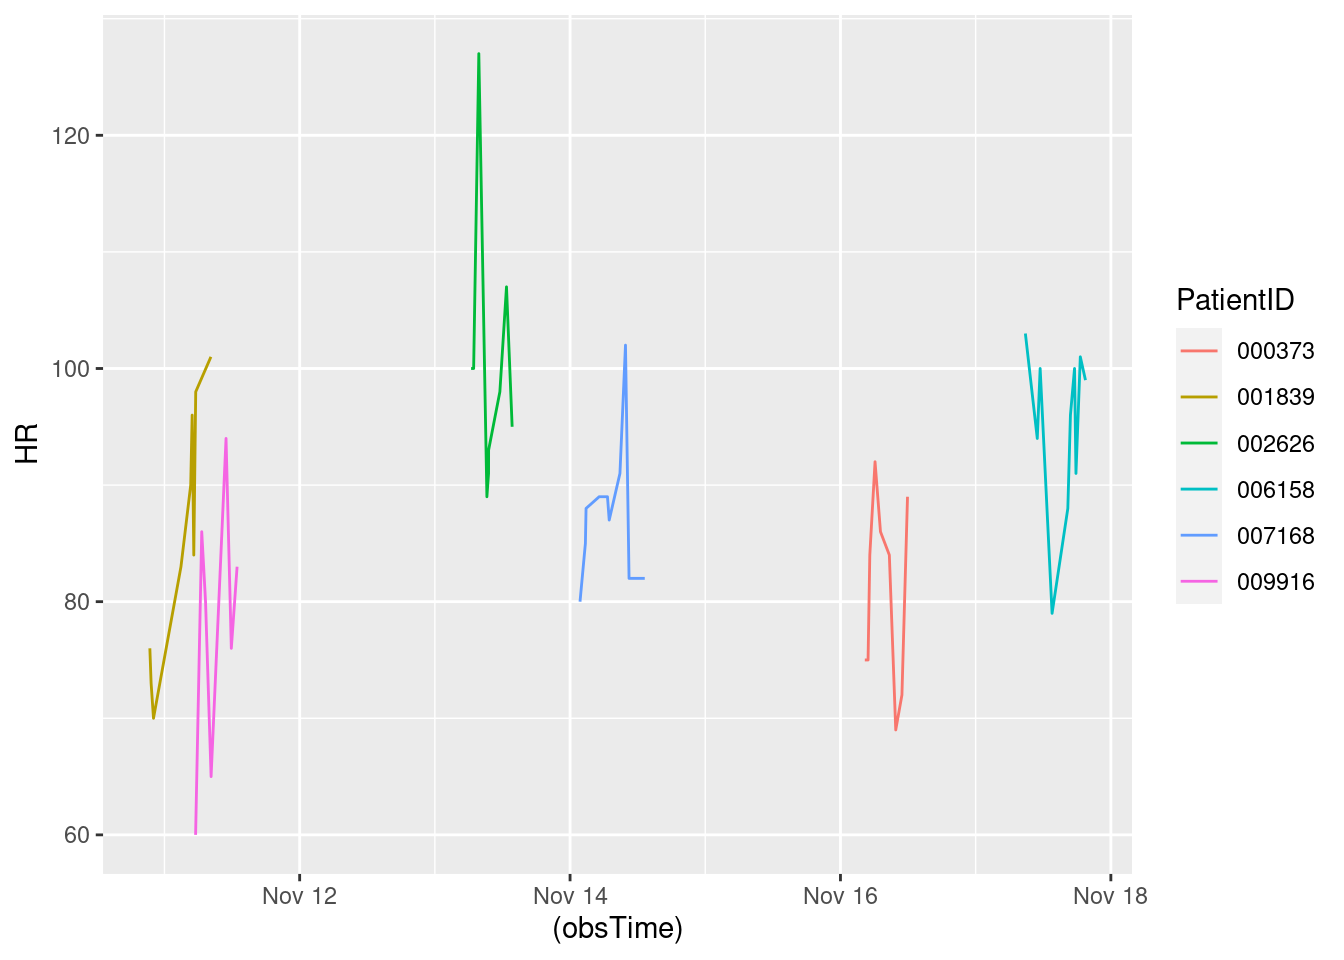 120
100
80
60
HR
Nov 12
Nov 14
Nov 16
Nov 18
(obsTime)
PatientID
000373
001839
002626
006158
007168
009916